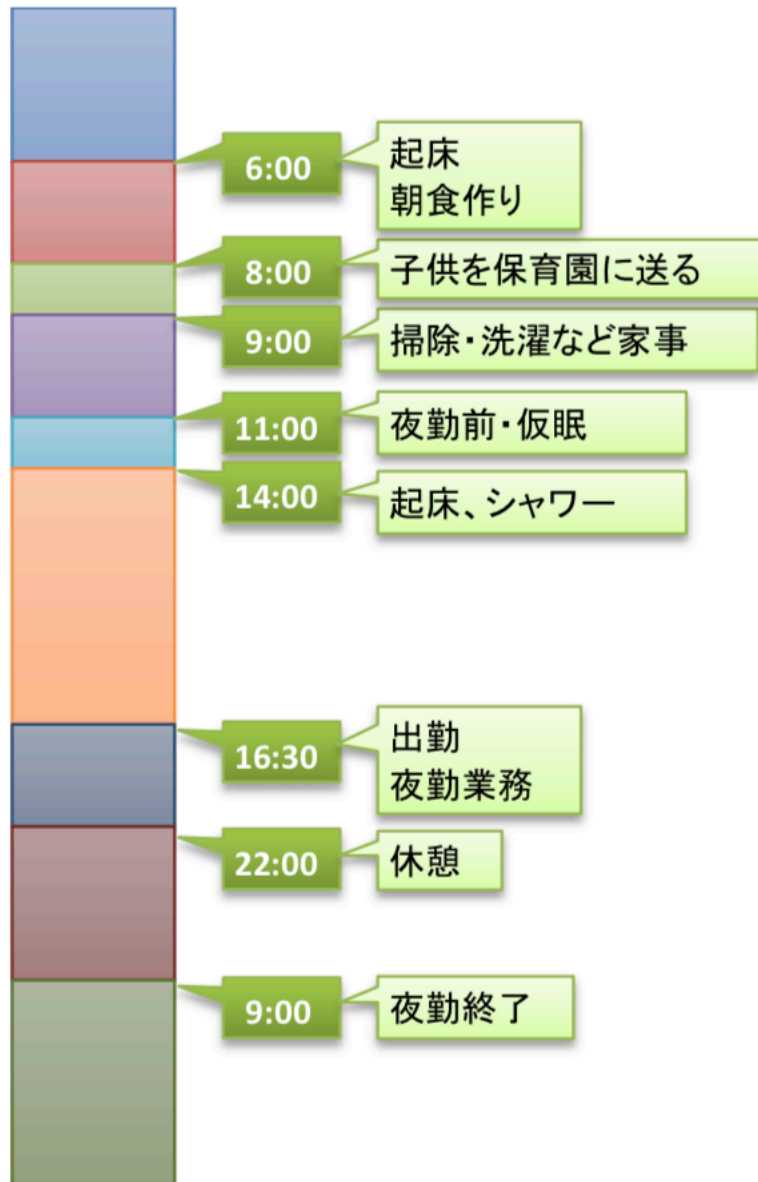 6:00
起床
朝食作り
8:00
子供を保育園に送る
9:00
掃除・洗濯など家事
11:00
夜勤前・仮眠
14:00
起床、シャワー
16:30
出勤
夜勤業務
22:00
休憩
9:00
夜勤終了